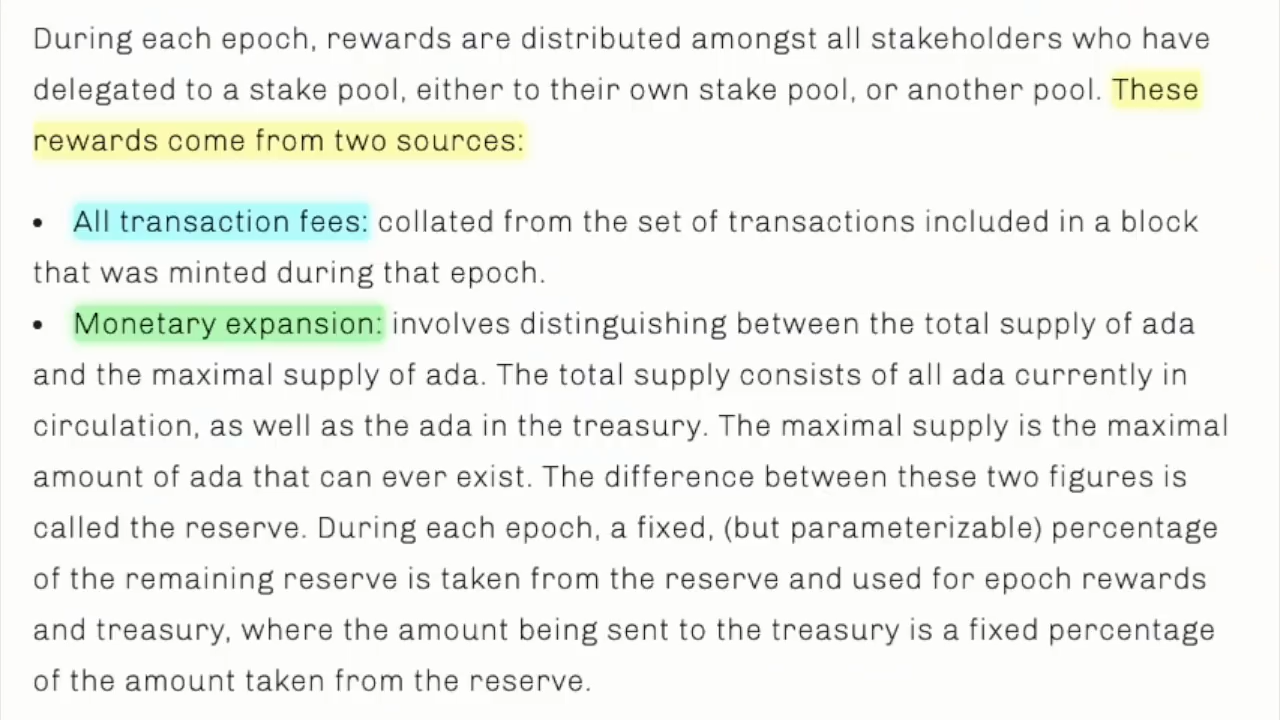 During each epoch, rewards are distributed amongst all stakeholders who have
delegated to a stake pool, either to their own stake pool, or another pool. These
rewards come from two sources:
• All transaction fees: collated from the set of transactions included in a block
that was minted during that epoch.
• Monetary expansion: involves distinguishing between the total supply of ada
and the maximal supply of ada. The total supply consists of all ada currently in
circulation, as well as the ada in the treasury. The maximal supply is the maximal
amount of ada that can ever exist. The difference between these two figures is
called the reserve. During each epoch, a fixed, (but parameterizable) percentage
of the remaining reserve is taken from the reserve and used for epoch rewards
and treasury, where the amount being sent to the treasury is a fixed percentage
of the amount taken from the reserve.